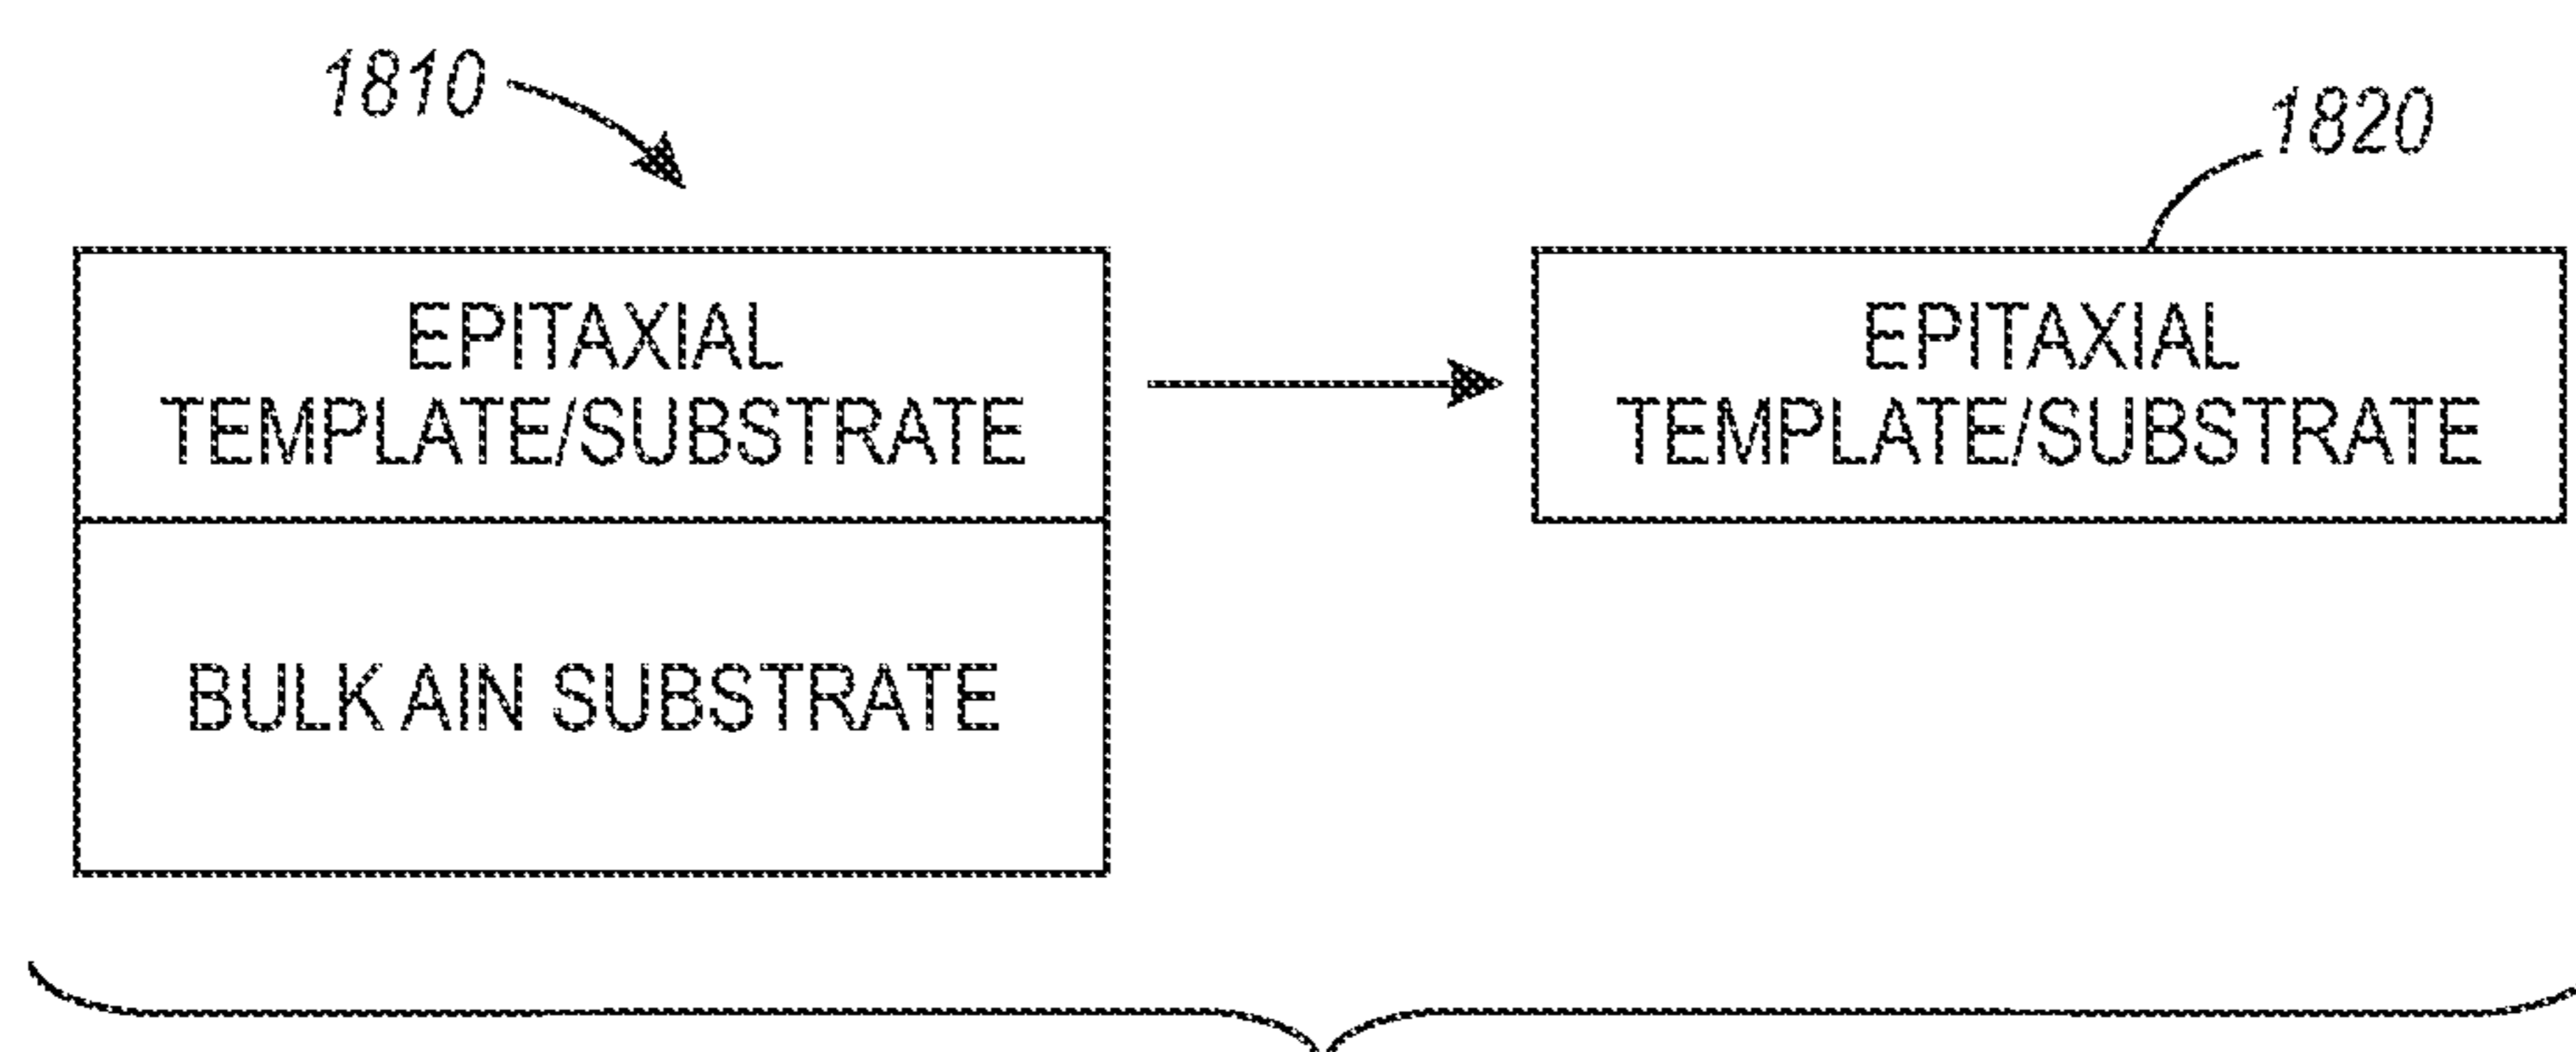 1810
1820
EPITAXIAL
TEMPLATE/SUBSTRATE
EPITAXIAL
TEMPLATE/SUBSTRATE
BULK AlN SUBSTRATE